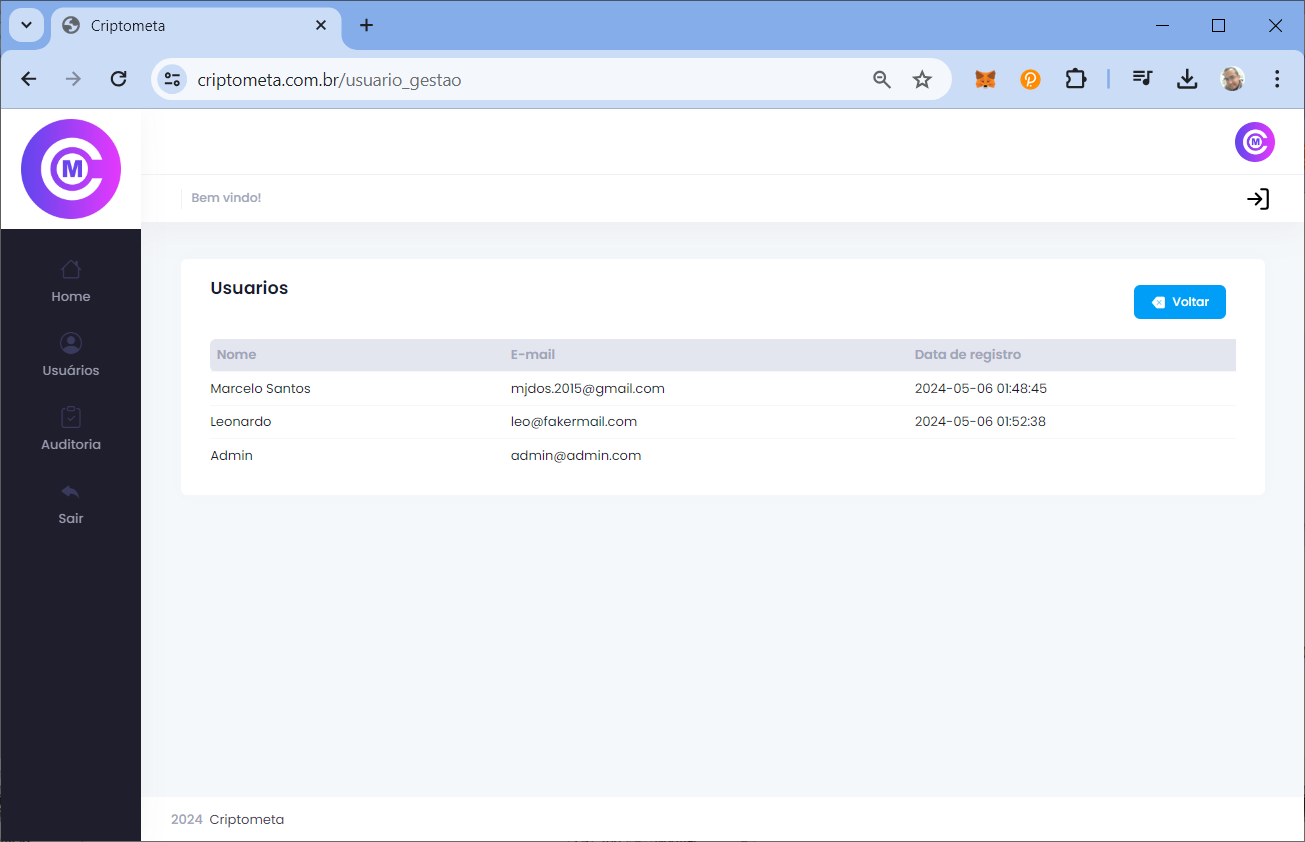 Criptometa
criptometa.com.br/usuario_gestao
CM
CM
Bem vindo!
Home
Usuários
Auditoria
Sair
Usuarios
Voltar
Nome E-mail Data de registro
Marcelo Santos mjdos.2015@gmail.com 2024-05-06 01:48:45
Leonardo leo@fakermail.com 2024-05-06 01:52:38
Admin admin@admin.com
2024 Criptometa